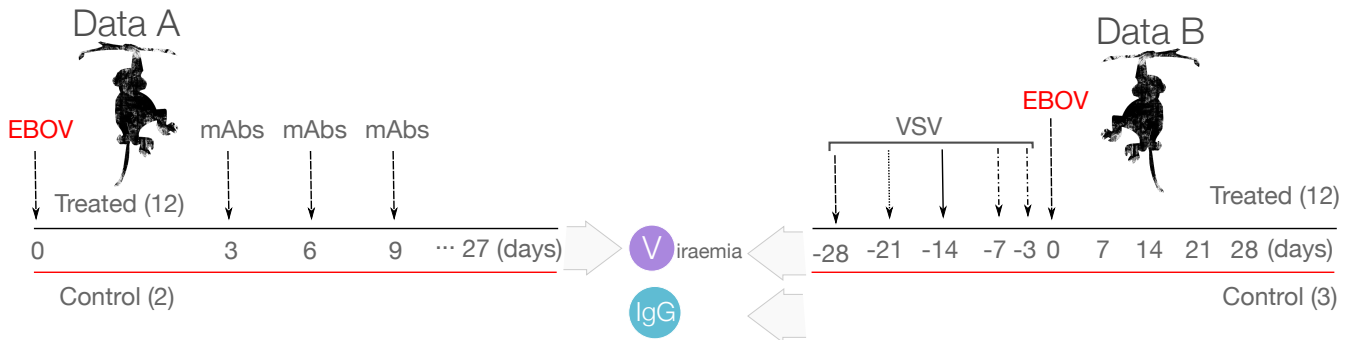 Data A
EBOV
mAbs mAbs mAbs
Treated (12)
0 3 6 9 ... 27 (days)
Control (2)
V iraemia
IgG
Data B
EBOV
VSV
Treated (12)
-28 -21 -14 -7 -3 0 7 14 21 28 (days)
Control (3)